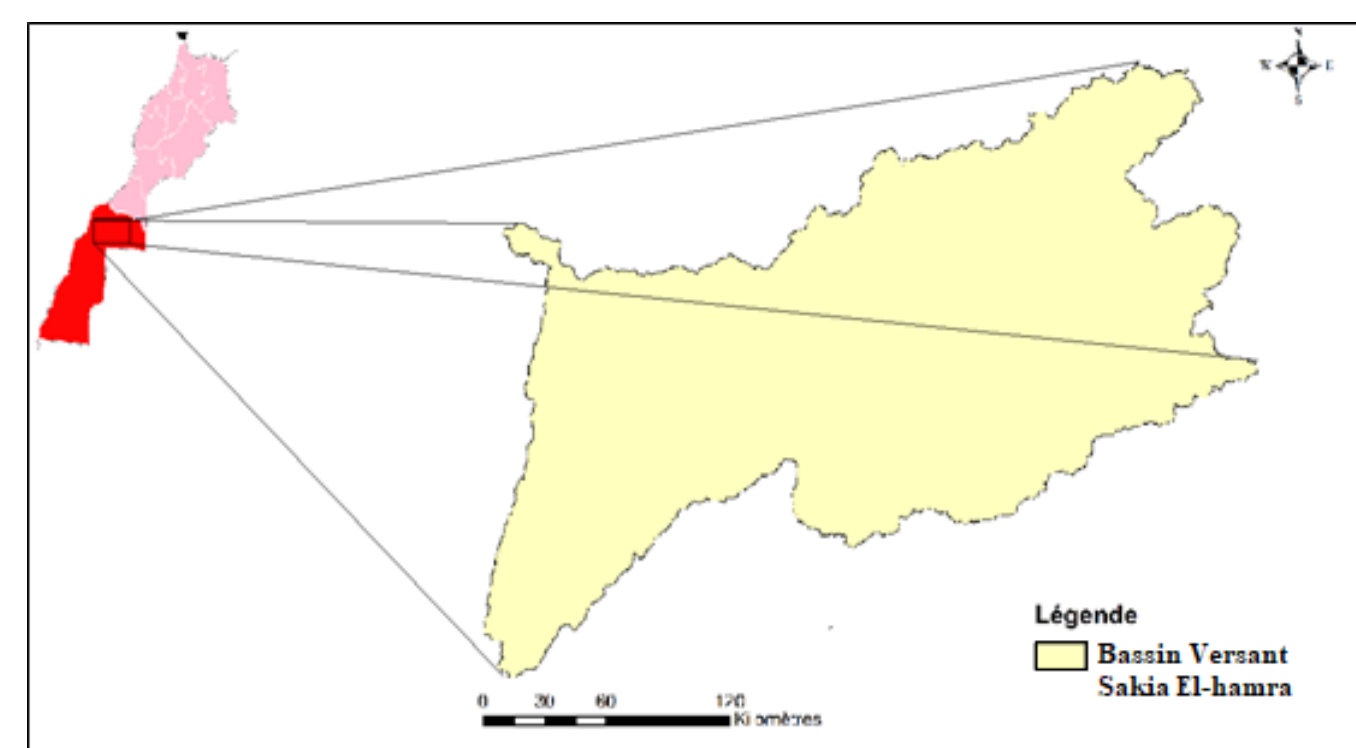 N
W E
S
Légende
Bassin Versant
Sakia El-hamra
0 30 60 120
Kilomètres